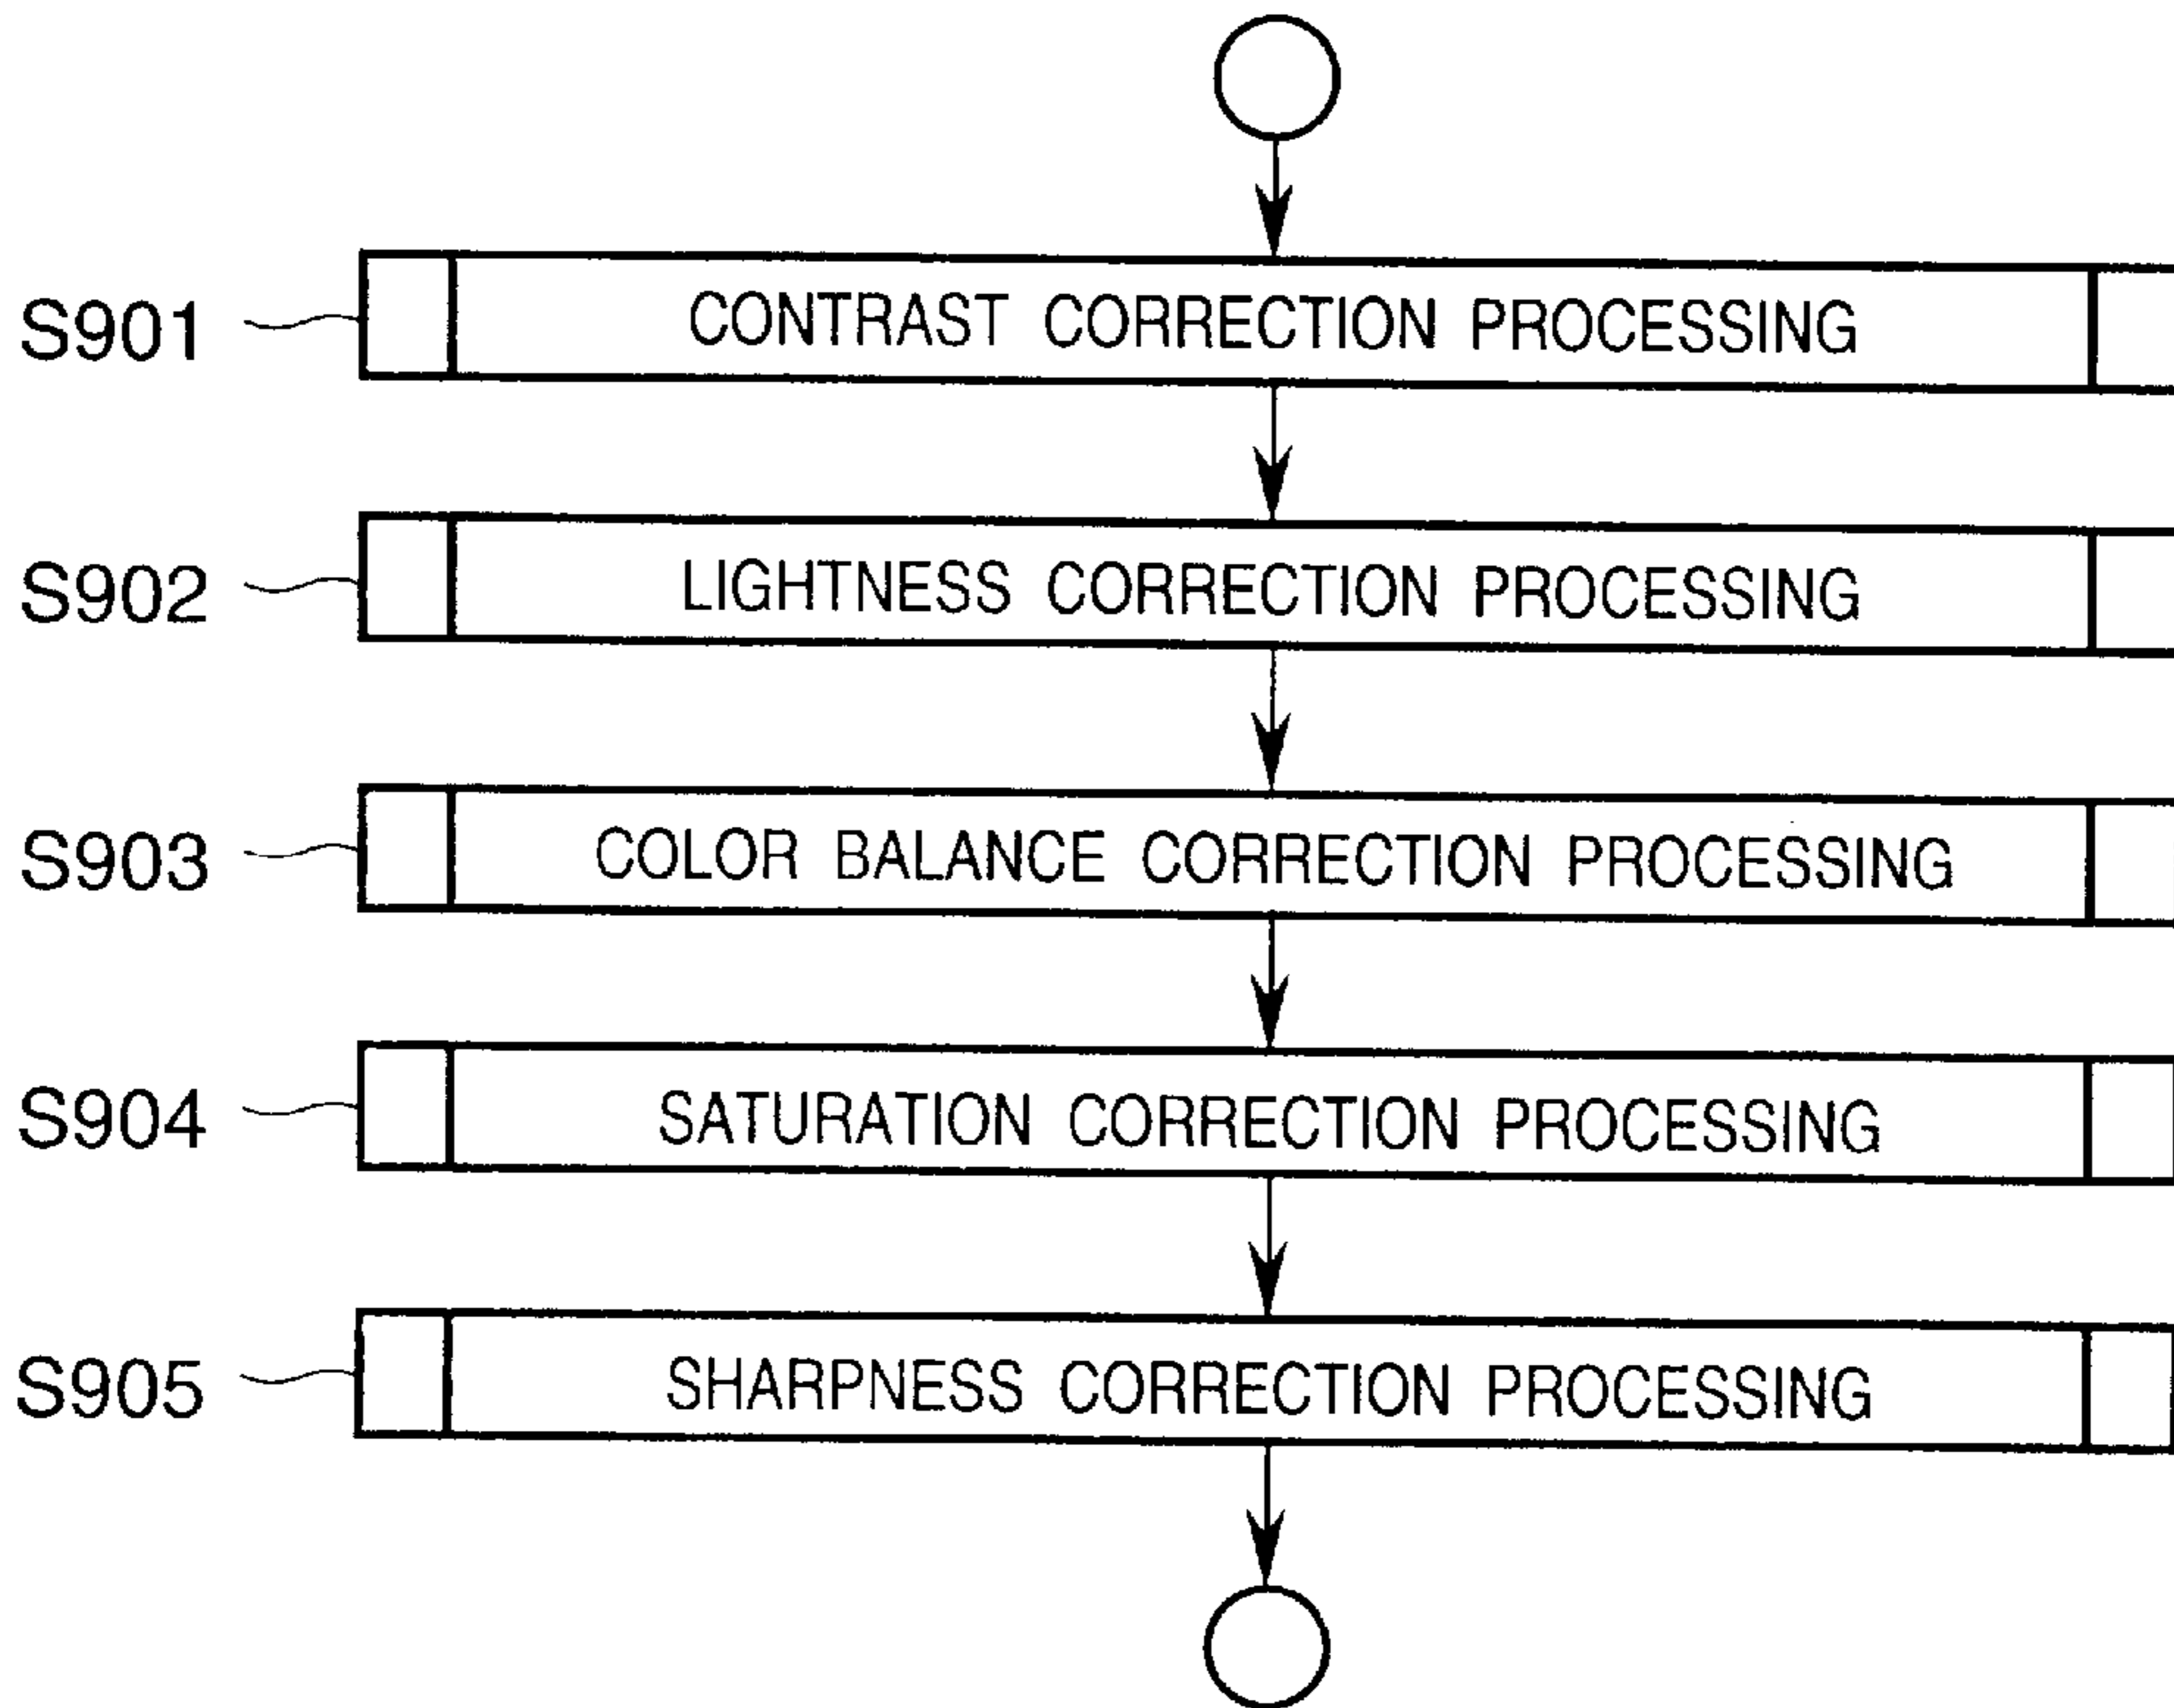 S901 CONTRAST CORRECTION PROCESSING
S902 LIGHTNESS CORRECTION PROCESSING
S903 COLOR BALANCE CORRECTION PROCESSING
S904 SATURATION CORRECTION PROCESSING
S905 SHARPNESS CORRECTION PROCESSING